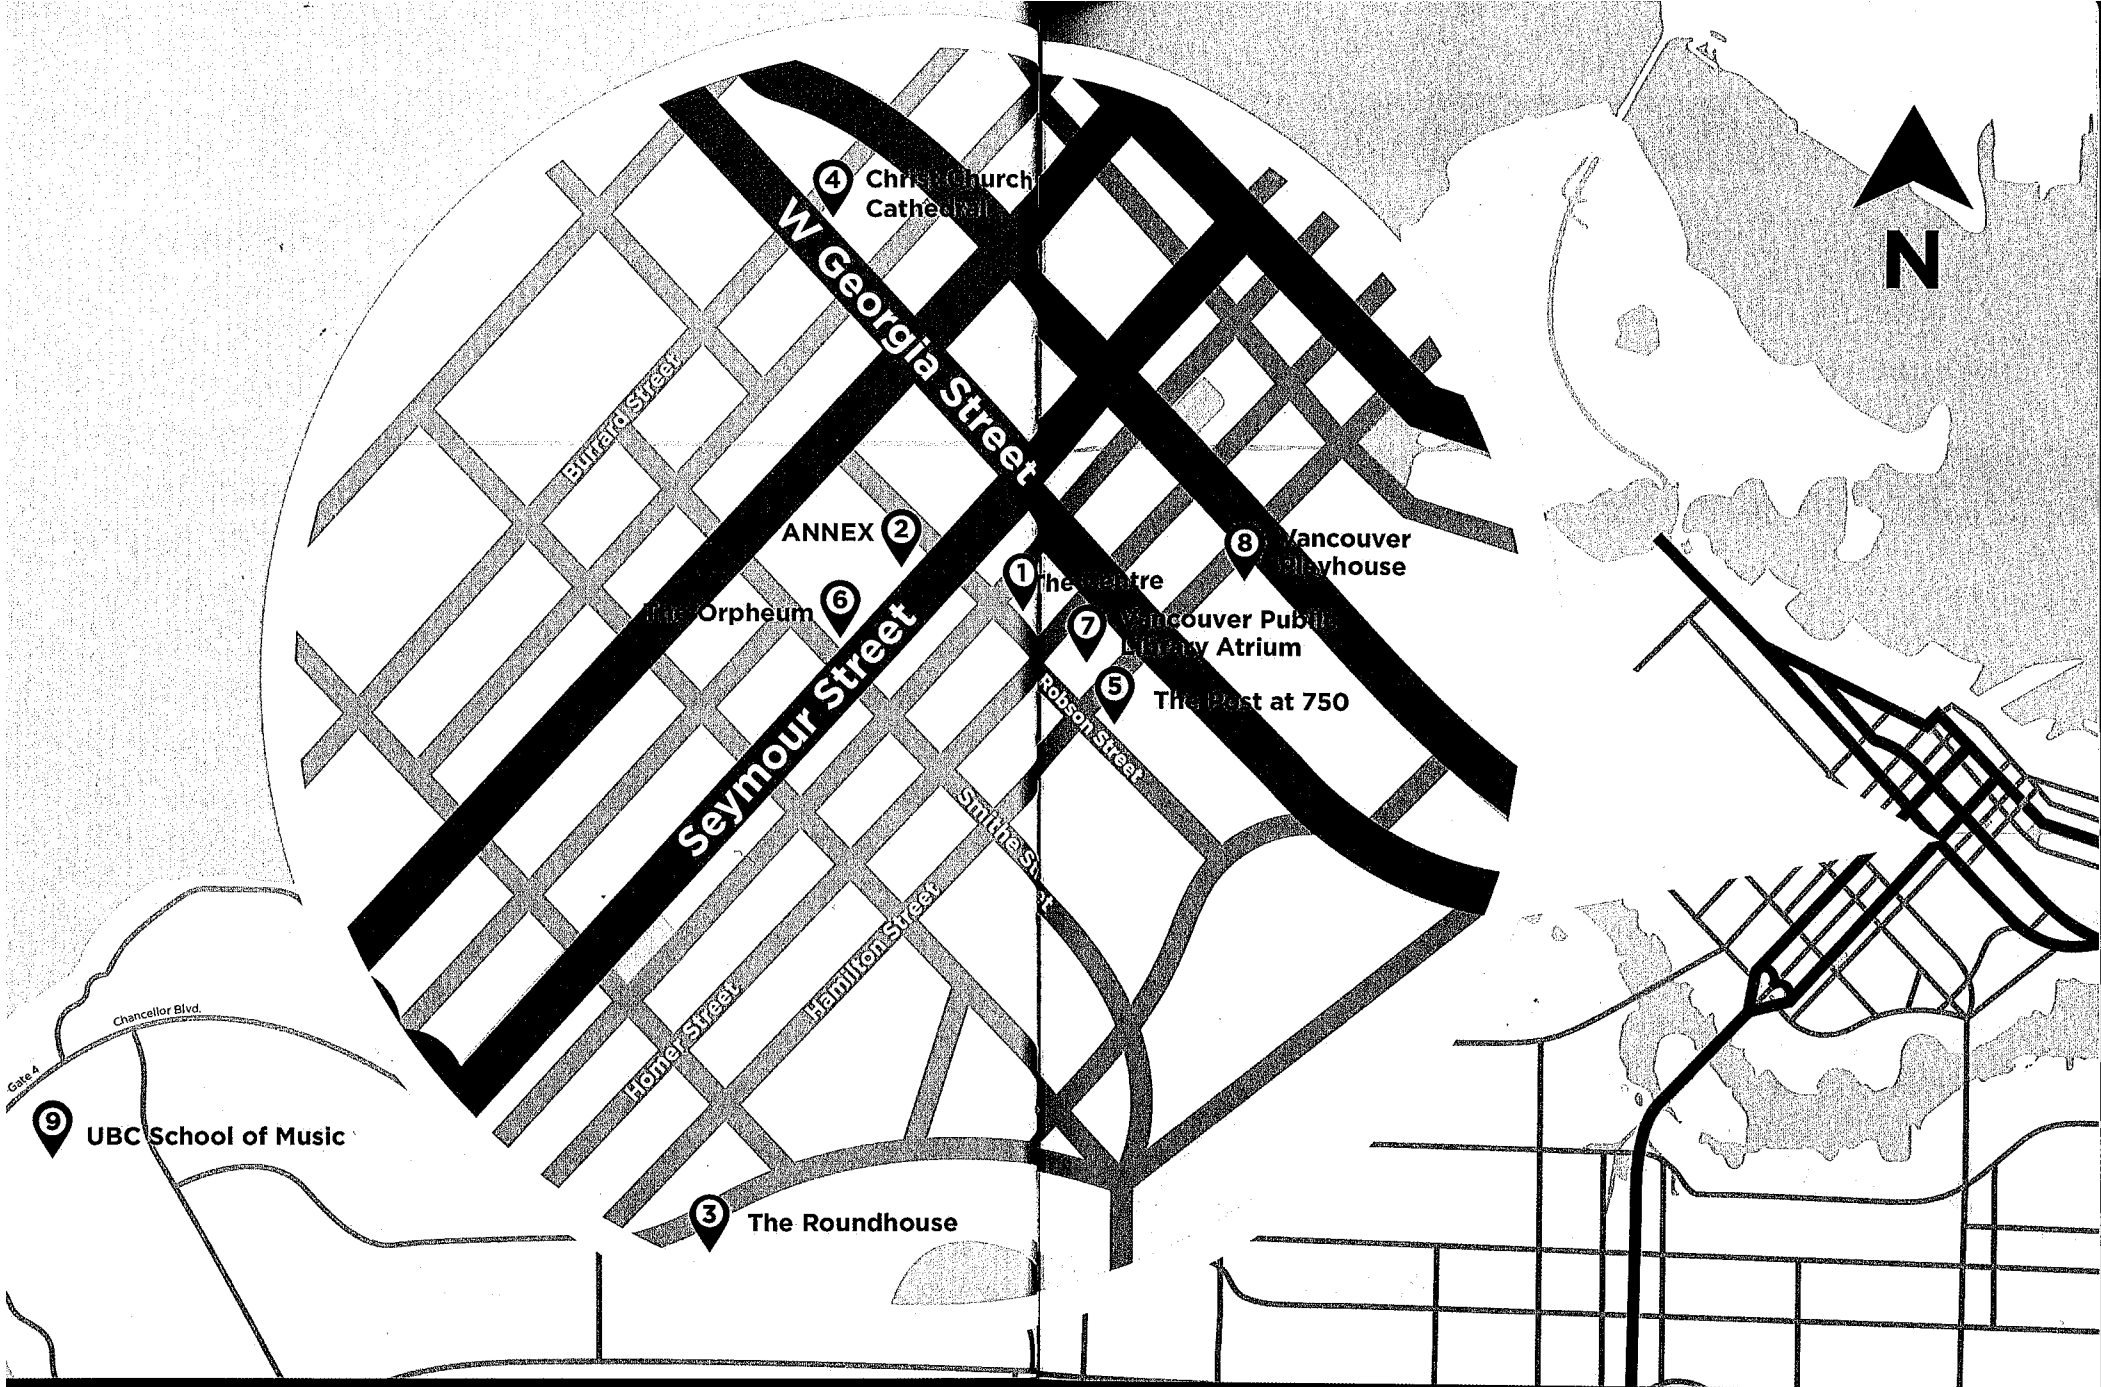 N
4 Christ Church
Cathedral
W Georgia Street
Burrard Street
ANNEX 2
8 Vancouver
Playhouse
1 The Centre
The Orpheum 6
7 Vancouver Public
Library Atrium
5 The Post at 750
Robson Street
Seymour Street
Smithe Street
Hamilton Street
Homer Street
Chancellor Blvd.
Gate 4
9 UBC School of Music
3 The Roundhouse